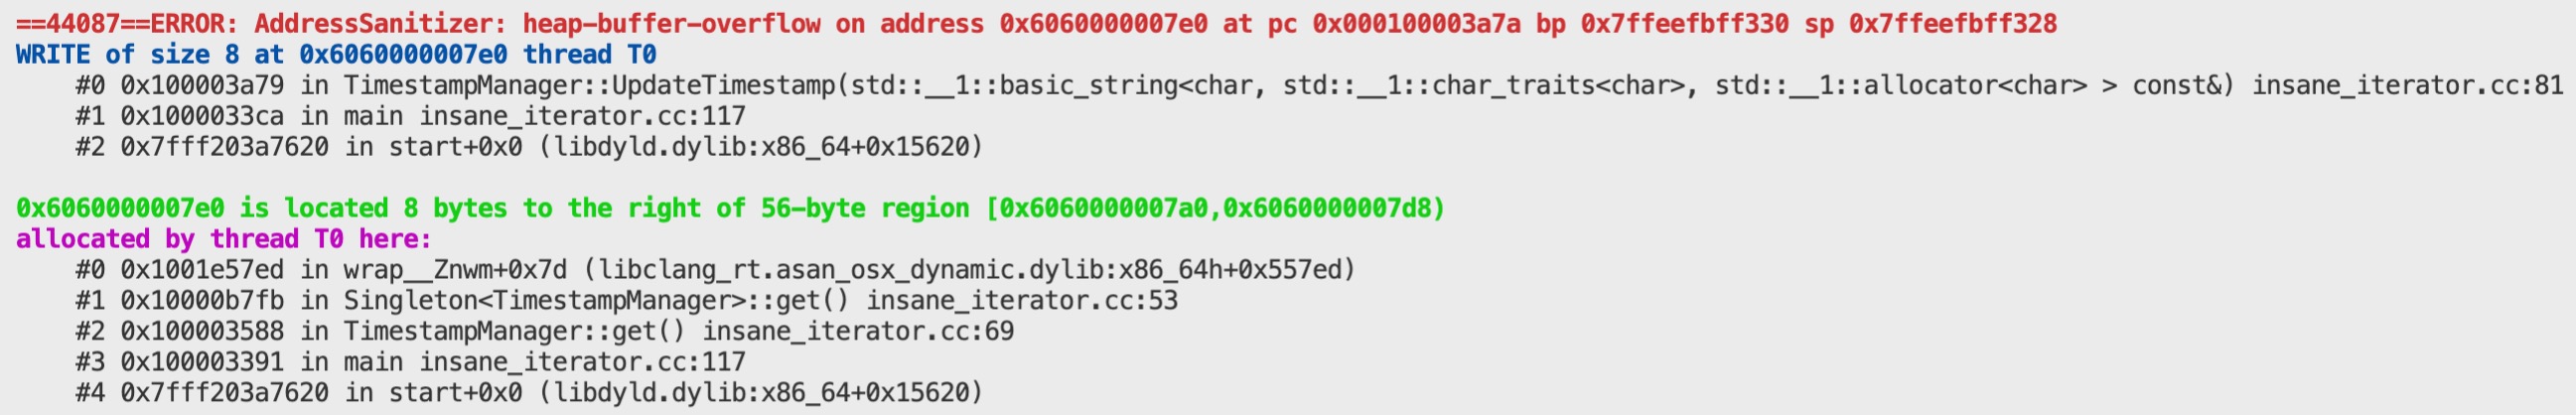 ==44087==ERROR: AddressSanitizer: heap-buffer-overflow on address 0x6060000007e0 at pc 0x000100003a7a bp 0x7ffeefbff330 sp 0x7ffeefbff328
WRITE of size 8 at 0x6060000007e0 thread T0
    #0 0x100003a79 in TimestampManager::UpdateTimestamp(std::__1::basic_string<char, std::__1::char_traits<char>, std::__1::allocator<char> > const&) insane_iterator.cc:81
    #1 0x1000033ca in main insane_iterator.cc:117
    #2 0x7fff203a7620 in start+0x0 (libdyld.dylib:x86_64+0x15620)

0x6060000007e0 is located 8 bytes to the right of 56-byte region [0x6060000007a0,0x6060000007d8)
allocated by thread T0 here:
    #0 0x1001e57ed in wrap__Znwm+0x7d (libclang_rt.asan_osx_dynamic.dylib:x86_64h+0x557ed)
    #1 0x10000b7fb in Singleton<TimestampManager>::get() insane_iterator.cc:53
    #2 0x100003588 in TimestampManager::get() insane_iterator.cc:69
    #3 0x100003391 in main insane_iterator.cc:117
    #4 0x7fff203a7620 in start+0x0 (libdyld.dylib:x86_64+0x15620)